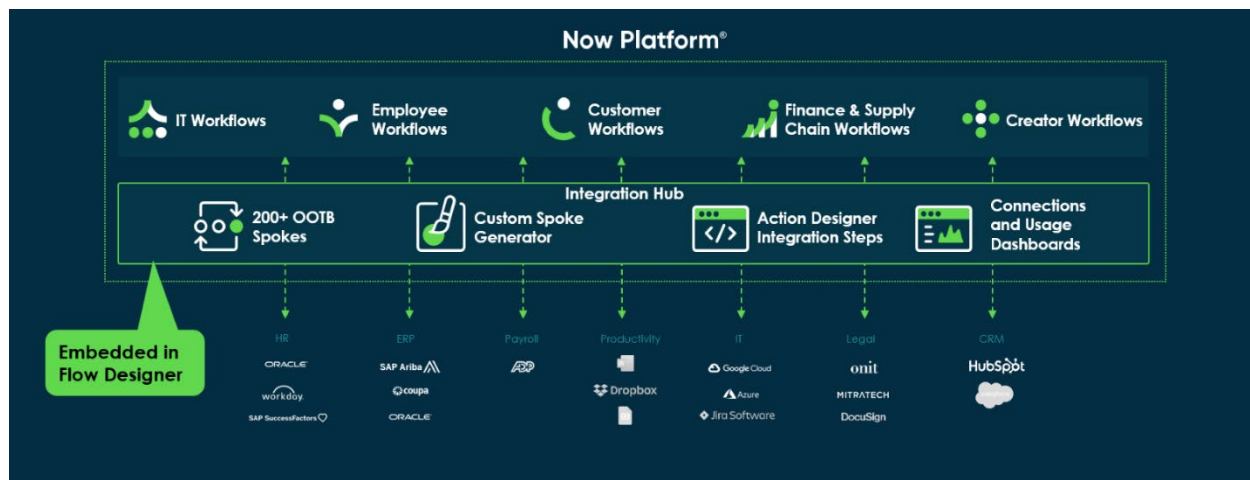 Now Platform®
IT Workflows
Employee
Workflows
Customer
Workflows
Finance & Supply
Chain Workflows
Creator Workflows
Integration Hub
200+ OOTB
Spokes
Custom Spoke
Generator
Action Designer
Integration Steps
Connections
and Usage
Dashboards
Embedded in
Flow Designer
HR
ORACLE
workday.
SAP SuccessFactors
ERP
SAP Ariba
coupa
ORACLE
Payroll
ADP
Productivity
Dropbox
IT
Google Cloud
Azure
Jira Software
Legal
onit
MITRATECH
DocuSign
CRM
HubSpot